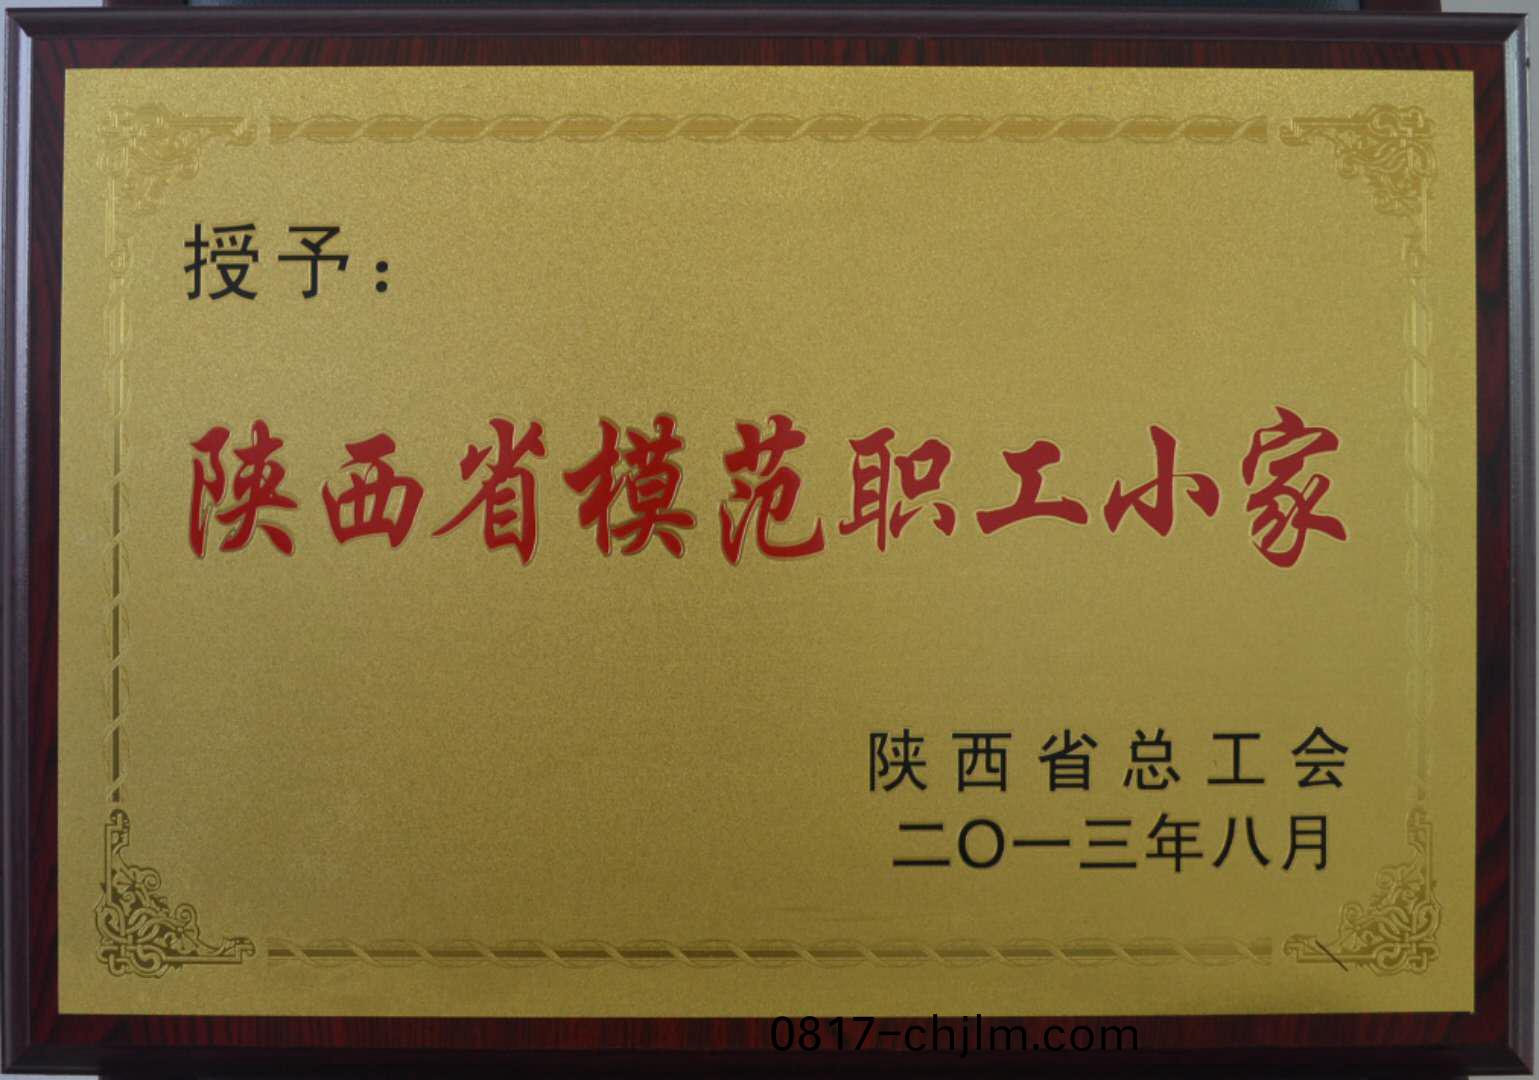 授予：
陕西省模范职工小家
陕西省总工会
二〇一三年八月
0817-chjlm.com